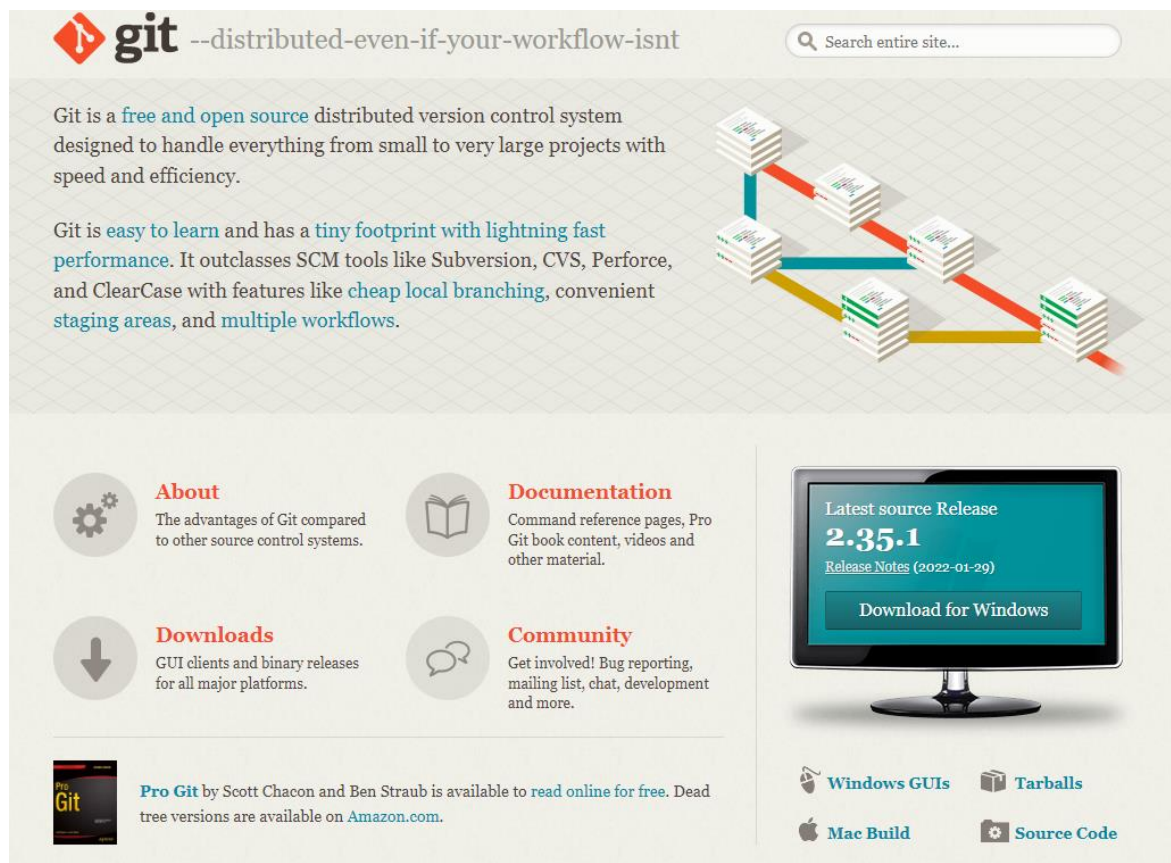 git --distributed-even-if-your-workflow-isnt
Search entire site...
Git is a free and open source distributed version control system
designed to handle everything from small to very large projects with
speed and efficiency.
Git is easy to learn and has a tiny footprint with lightning fast
performance. It outclasses SCM tools like Subversion, CVS, Perforce,
and ClearCase with features like cheap local branching, convenient
staging areas, and multiple workflows.
About
The advantages of Git compared
to other source control systems.
Documentation
Command reference pages, Pro
Git book content, videos and
other material.
Downloads
GUI clients and binary releases
for all major platforms.
Community
Get involved! Bug reporting,
mailing list, chat, development
and more.
Pro
Git
Pro Git by Scott Chacon and Ben Straub is available to read online for free. Dead
tree versions are available on Amazon.com.
Latest source Release
2.35.1
Release Notes (2022-01-29)
Download for Windows
Windows GUIs
Tarballs
Mac Build
Source Code